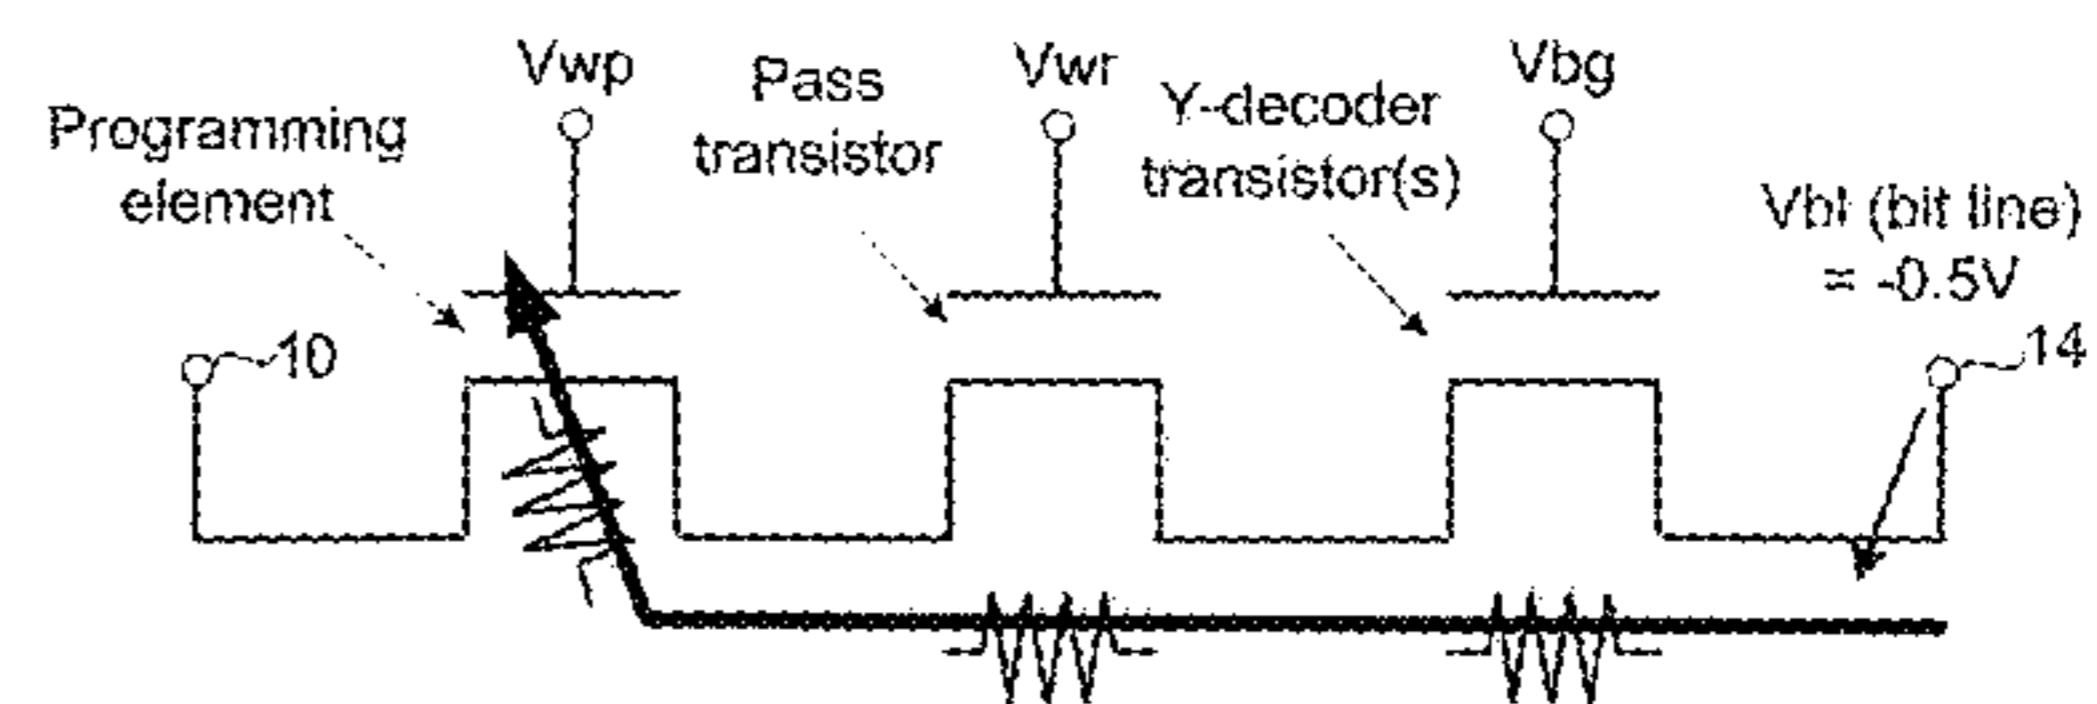 Programming
element
Vwp
Pass
transistor
Vwr
Y-decoder
transistor(s)
Vbg
Vbl (bit line)
= -0.5V
10
14